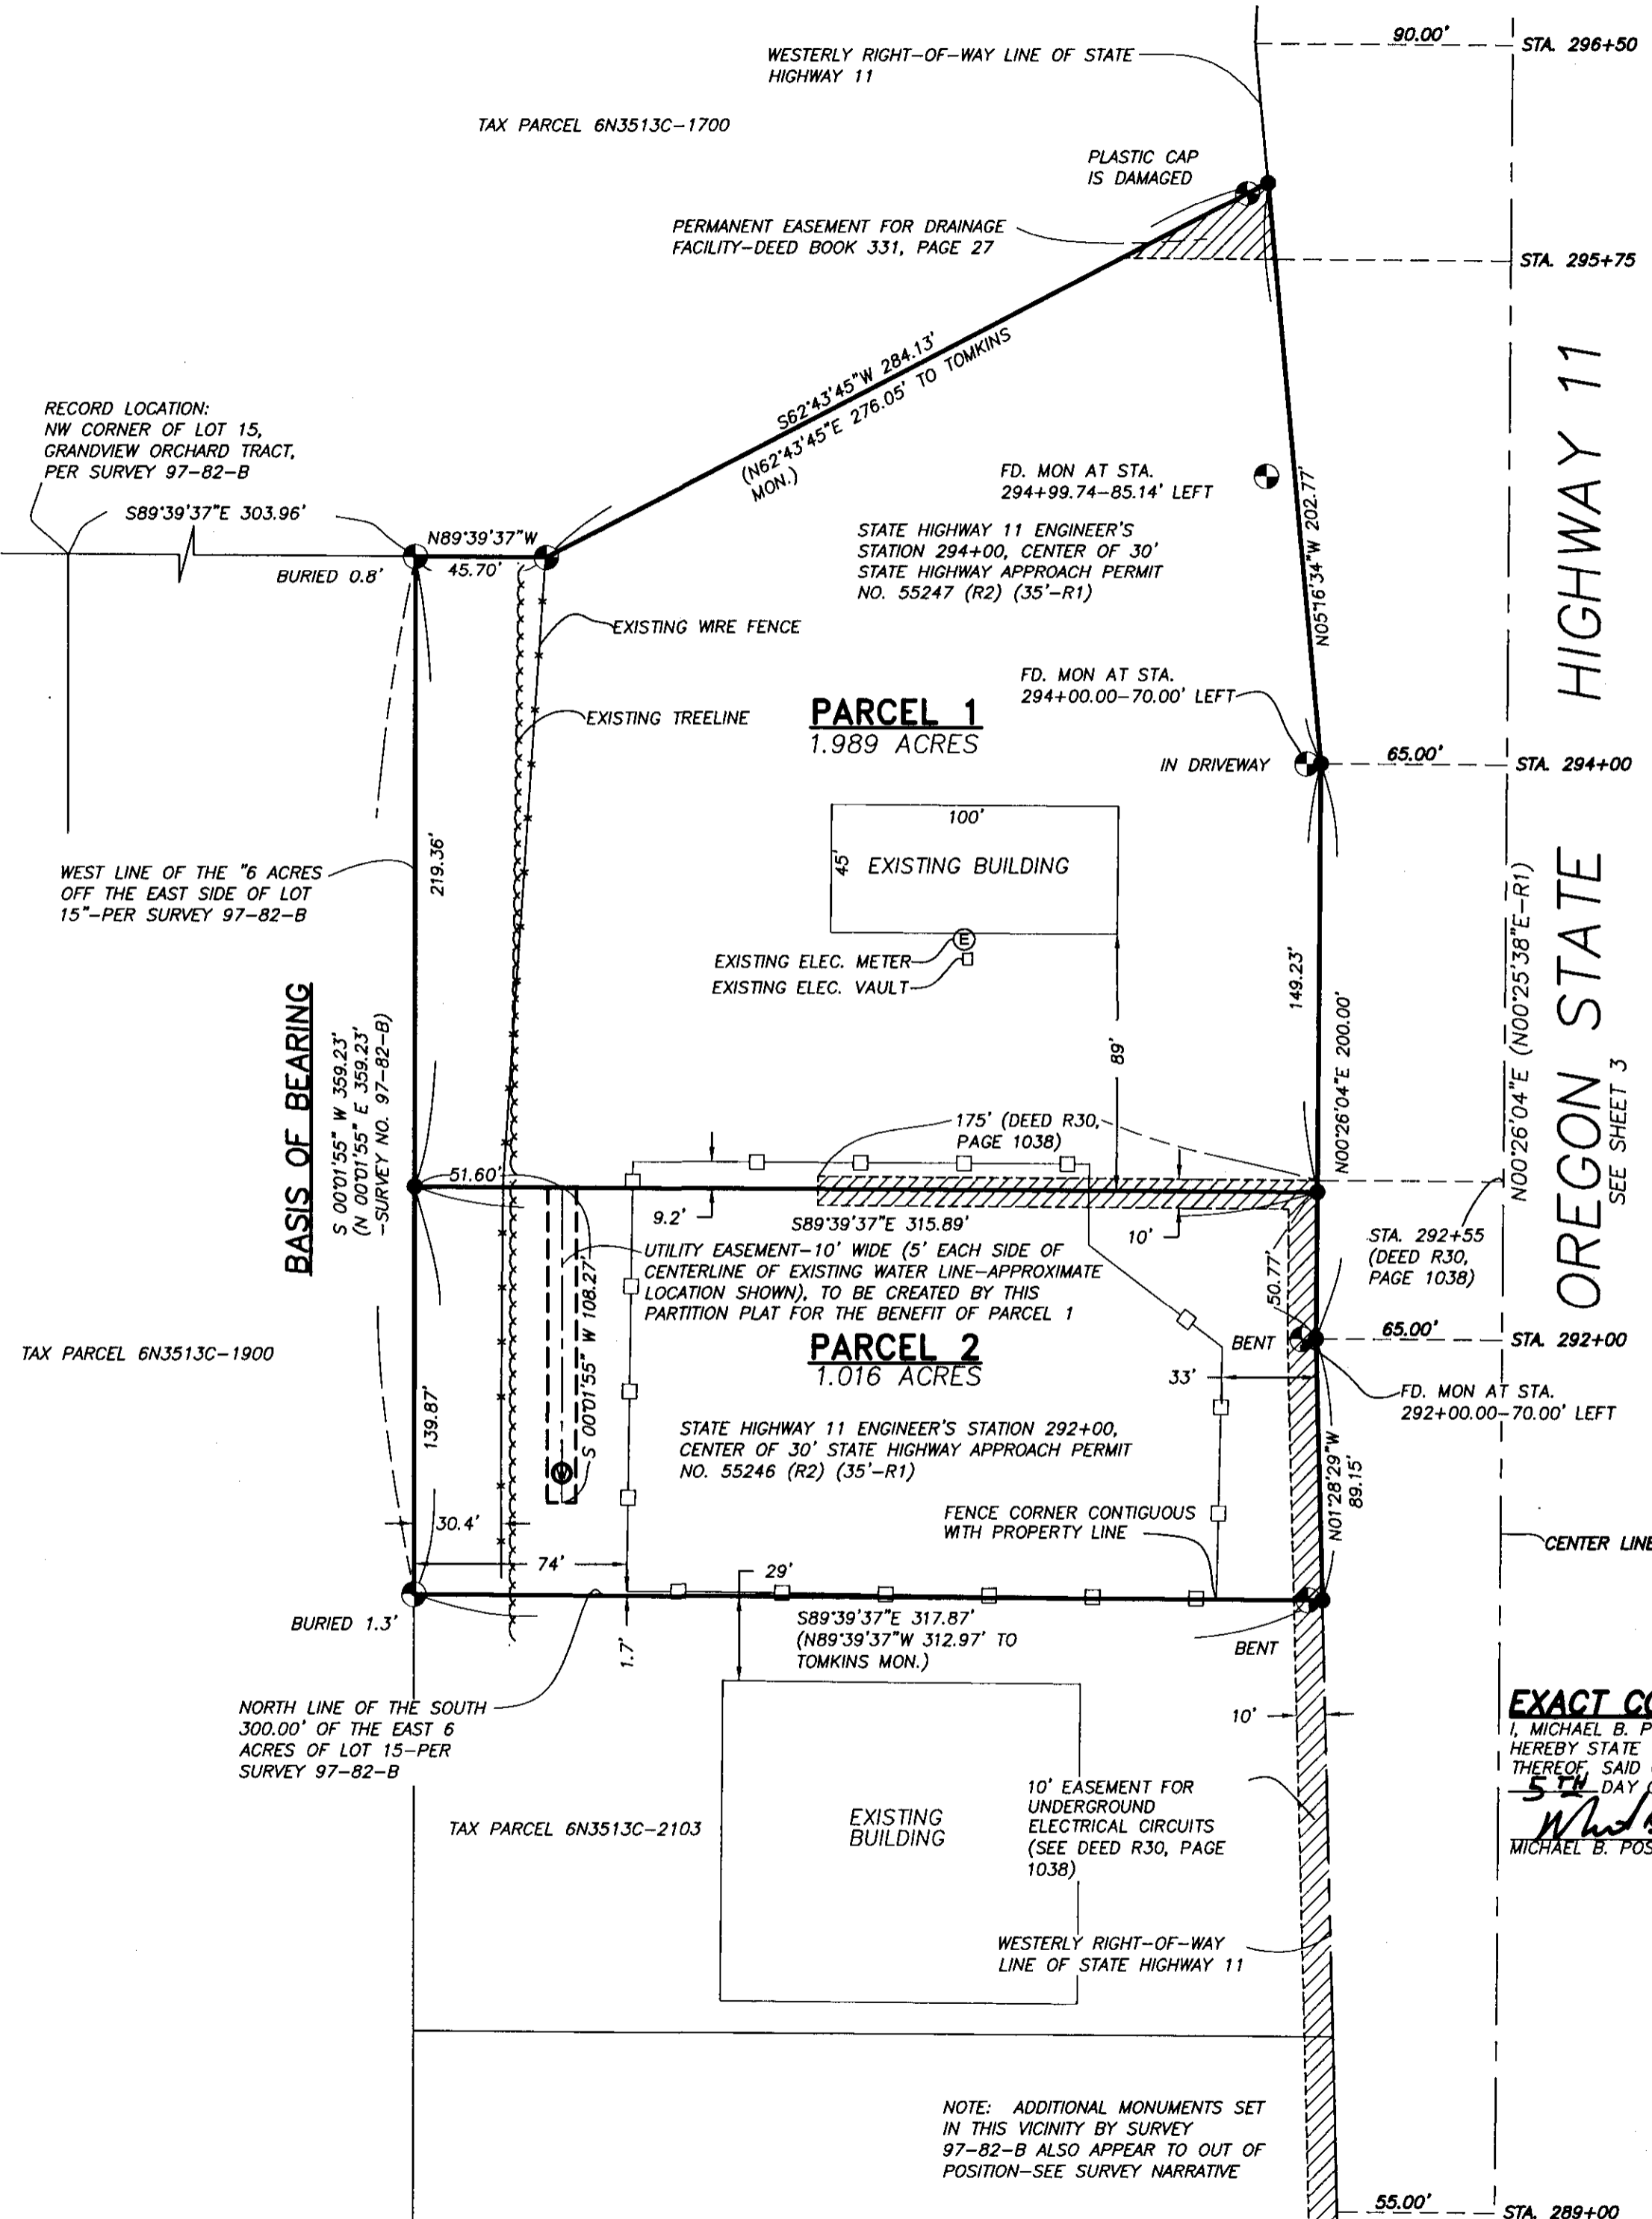 90.00'
STA. 296+50
WESTERLY RIGHT-OF-WAY LINE OF STATE
HIGHWAY 11
TAX PARCEL 6N3513C-1700
PLASTIC CAP
IS DAMAGED
PERMANENT EASEMENT FOR DRAINAGE
FACILITY-DEED BOOK 331, PAGE 27
STA. 295+75
S62°43'45"W 284.13'
(N62°43'45"E 276.05' TO TOMKINS
MON.)
RECORD LOCATION:
NW CORNER OF LOT 15,
GRANDVIEW ORCHARD TRACT,
PER SURVEY 97-82-B
S89°39'37"E 303.96'
N89°39'37"W
45.70'
BURIED 0.8'
FD. MON AT STA.
294+99.74-85.14' LEFT
STATE HIGHWAY 11 ENGINEER'S
STATION 294+00, CENTER OF 30'
STATE HIGHWAY APPROACH PERMIT
NO. 55247 (R2) (35'-R1)
N05°16'34"W 202.77'
EXISTING WIRE FENCE
EXISTING TREELINE
FD. MON AT STA.
294+00.00-70.00' LEFT
PARCEL 1
1.989 ACRES
IN DRIVEWAY
65.00'
STA. 294+00
100'
45'
EXISTING BUILDING
219.36'
WEST LINE OF THE "6 ACRES
OFF THE EAST SIDE OF LOT
15"-PER SURVEY 97-82-B
E
EXISTING ELEC. METER
EXISTING ELEC. VAULT
149.23'
89'
N00°26'04"E 200.00'
N00°26'04"E (N00°25'38"E-R1)
OREGON STATE HIGHWAY 11
SEE SHEET 3
BASIS OF BEARING
S 00°01'55" W 359.23'
(N 00°01'55" E 359.23'
-SURVEY NO. 97-82-B)
175' (DEED R30,
PAGE 1038)
51.60'
9.2'
S89°39'37"E 315.89'
10'
STA. 292+55
(DEED R30,
PAGE 1038)
UTILITY EASEMENT-10' WIDE (5' EACH SIDE OF
CENTERLINE OF EXISTING WATER LINE-APPROXIMATE
LOCATION SHOWN), TO BE CREATED BY THIS
PARTITION PLAT FOR THE BENEFIT OF PARCEL 1
50.77'
S 00°01'55" W 108.27'
TAX PARCEL 6N3513C-1900
PARCEL 2
1.016 ACRES
BENT
65.00'
STA. 292+00
33'
FD. MON AT STA.
292+00.00-70.00' LEFT
139.87'
STATE HIGHWAY 11 ENGINEER'S STATION 292+00,
CENTER OF 30' STATE HIGHWAY APPROACH PERMIT
NO. 55246 (R2) (35'-R1)
W
N01°28'29"W
89.15'
FENCE CORNER CONTIGUOUS
WITH PROPERTY LINE
30.4'
74'
29'
CENTER LINE
BURIED 1.3'
1.7'
S89°39'37"E 317.87'
(N89°39'37"W 312.97' TO
TOMKINS MON.)
BENT
NORTH LINE OF THE SOUTH
300.00' OF THE EAST 6
ACRES OF LOT 15-PER
SURVEY 97-82-B
10'
EXACT CO
I, MICHAEL B. P
HEREBY STATE
THEREOF, SAID
5TH DAY
MICHAEL B. POS
TAX PARCEL 6N3513C-2103
EXISTING
BUILDING
10' EASEMENT FOR
UNDERGROUND
ELECTRICAL CIRCUITS
(SEE DEED R30, PAGE
1038)
WESTERLY RIGHT-OF-WAY
LINE OF STATE HIGHWAY 11
NOTE: ADDITIONAL MONUMENTS SET
IN THIS VICINITY BY SURVEY
97-82-B ALSO APPEAR TO OUT OF
POSITION-SEE SURVEY NARRATIVE
55.00'
STA. 289+00